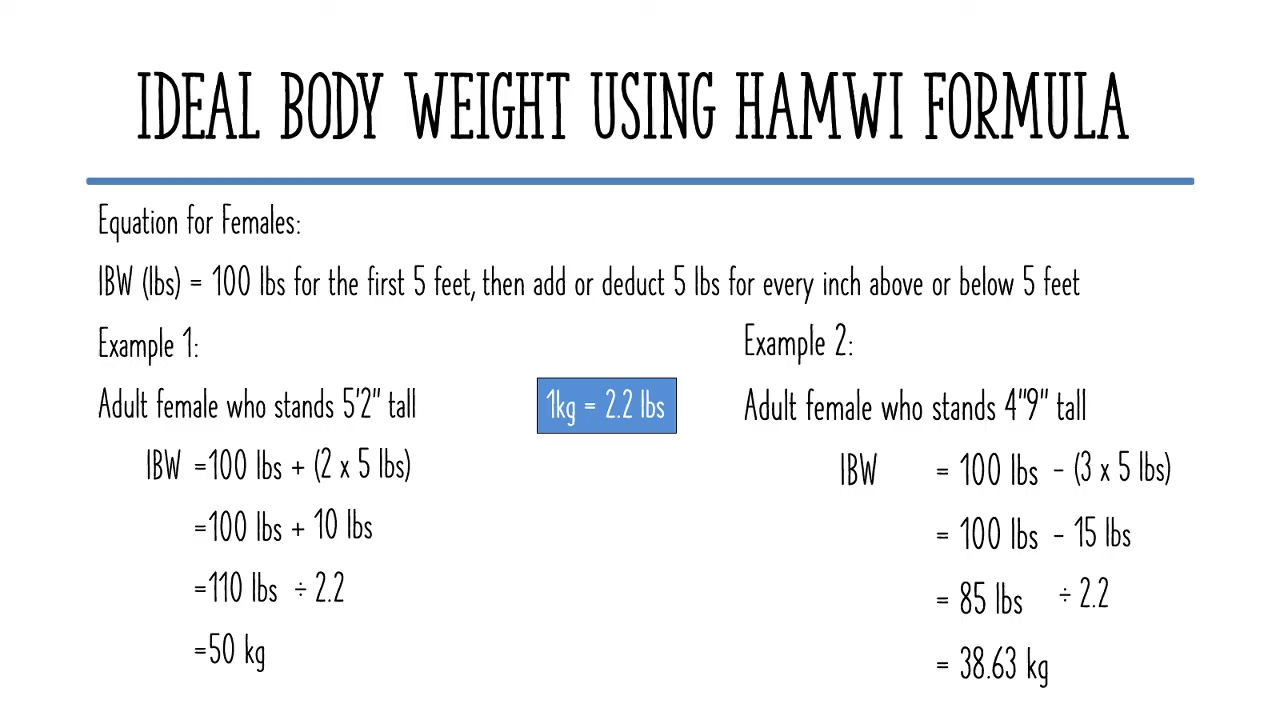 IDEAL BODY WEIGHT USING HAMWI FORMULA
Equation for Females:
IBW (lbs) = 100 lbs for the first 5 feet, then add or deduct 5 lbs for every inch above or below 5 feet
Example 1:
Adult female who stands 5'2" tall
IBW =100 lbs + (2 x 5 lbs)
=100 lbs + 10 lbs
=110 lbs ÷ 2.2
=50 kg
1kg = 2.2 lbs
Example 2:
Adult female who stands 4"9" tall
IBW = 100 lbs - (3 x 5 lbs)
= 100 lbs - 15 lbs
= 85 lbs ÷ 2.2
= 38.63 kg